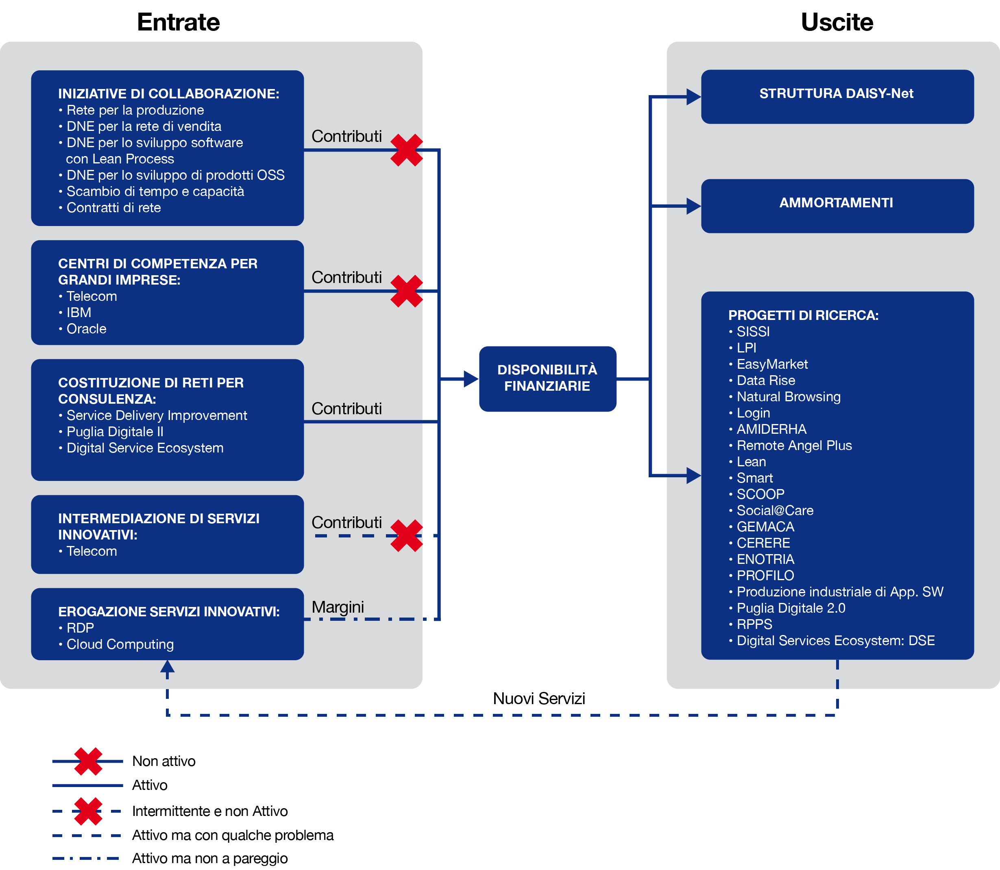 Entrate
INIZIATIVE DI COLLABORAZIONE:
• Rete per la produzione
• DNE per la rete di vendita
• DNE per lo sviluppo software
con Lean Process
• DNE per lo sviluppo di prodotti OSS
• Scambio di tempo e capacità
• Contratti di rete
Contributi
CENTRI DI COMPETENZA PER
GRANDI IMPRESE:
• Telecom
• IBM
• Oracle
Contributi
COSTITUZIONE DI RETI PER
CONSULENZA:
• Service Delivery Improvement
• Puglia Digitale II
• Digital Service Ecosystem
Contributi
INTERMEDIAZIONE DI SERVIZI
INNOVATIVI:
• Telecom
Contributi
EROGAZIONE SERVIZI INNOVATIVI:
• RDP
• Cloud Computing
Margini
DISPONIBILITÀ
FINANZIARIE
Uscite
STRUTTURA DAISY-Net
AMMORTAMENTI
PROGETTI DI RICERCA:
• SISSI
• LPI
• EasyMarket
• Data Rise
• Natural Browsing
• Login
• AMIDERHA
• Remote Angel Plus
• Lean
• Smart
• SCOOP
• Social@Care
• GEMACA
• CERERE
• ENOTRIA
• PROFILO
• Produzione industriale di App. SW
• Puglia Digitale 2.0
• RPPS
• Digital Services Ecosystem: DSE
Nuovi Servizi
Non attivo
Attivo
Intermittente e non Attivo
Attivo ma con qualche problema
Attivo ma non a pareggio